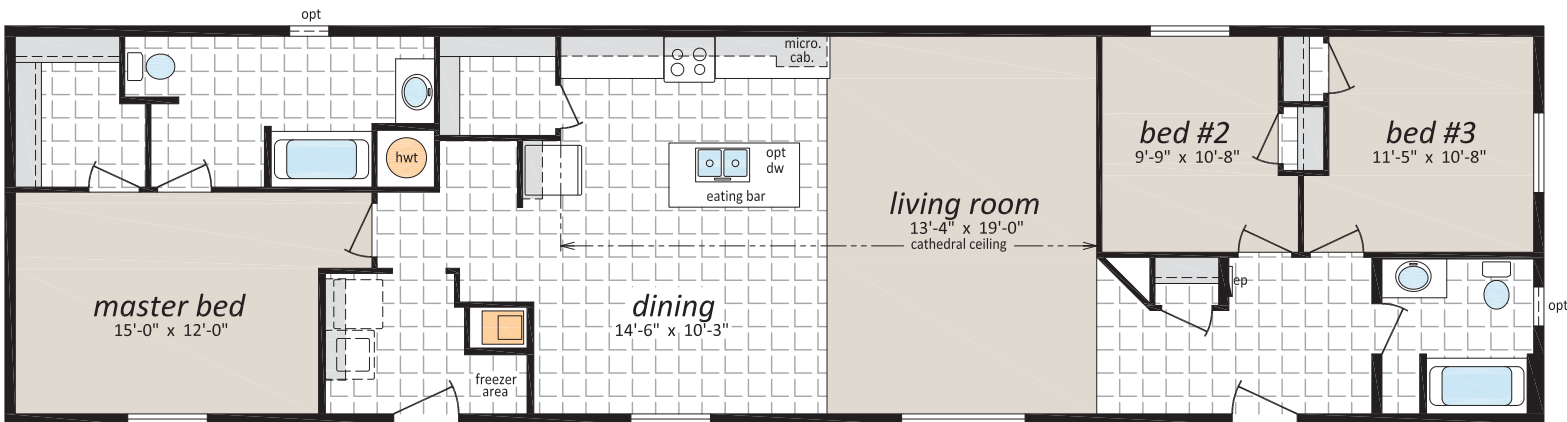 opt
micro.
cab.
hwt
opt
dw
eating bar
bed #2
9'-9" x 10'-8"
bed #3
11'-5" x 10'-8"
living room
13'-4" x 19'-0"
cathedral ceiling
master bed
15'-0" x 12'-0"
dining
14'-6" x 10'-3"
ep
opt
freezer
area